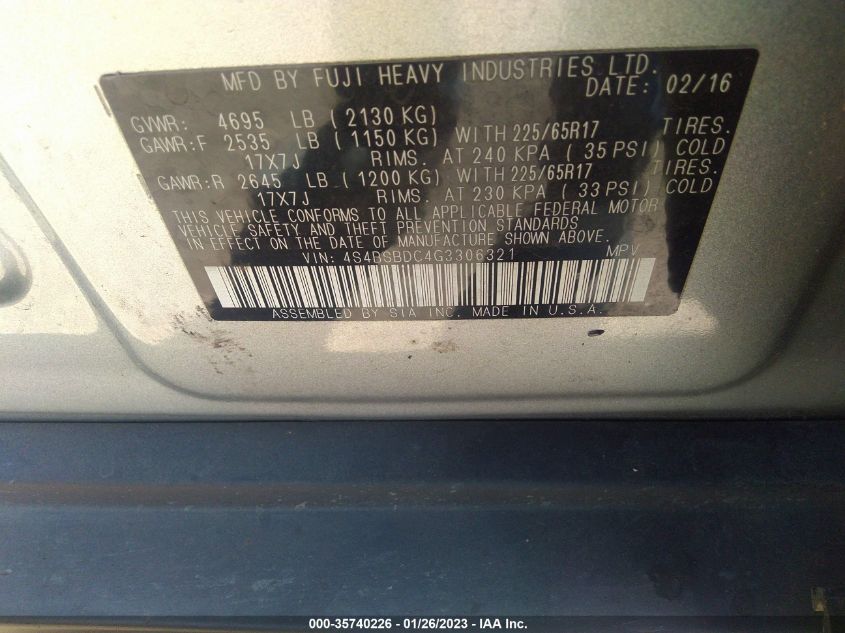 MFD BY FUJI HEAVY INDUSTRIES LTD.
DATE: 02/16
GVWR: 4695 LB ( 2130 KG)
GAWR:F 2535 LB ( 1150 KG) WITH 225/65R17 TIRES.
17X7J RIMS. AT 240 KPA ( 35 PSI) COLD
GAWR:R 2645 LB ( 1200 KG) WITH 225/65R17 TIRES.
17X7J RIMS. AT 230 KPA ( 33 PSI) COLD
THIS VEHICLE CONFORMS TO ALL APPLICABLE FEDERAL MOTOR
VEHICLE SAFETY AND THEFT PREVENTION STANDARDS
IN EFFECT ON THE DATE OF MANUFACTURE SHOWN ABOVE.
VIN: 4S4BSBDC4G3306321 MPV
ASSEMBLED BY SIA INC. MADE IN U.S.A.
000-35740226 - 01/26/2023 - IAA Inc.